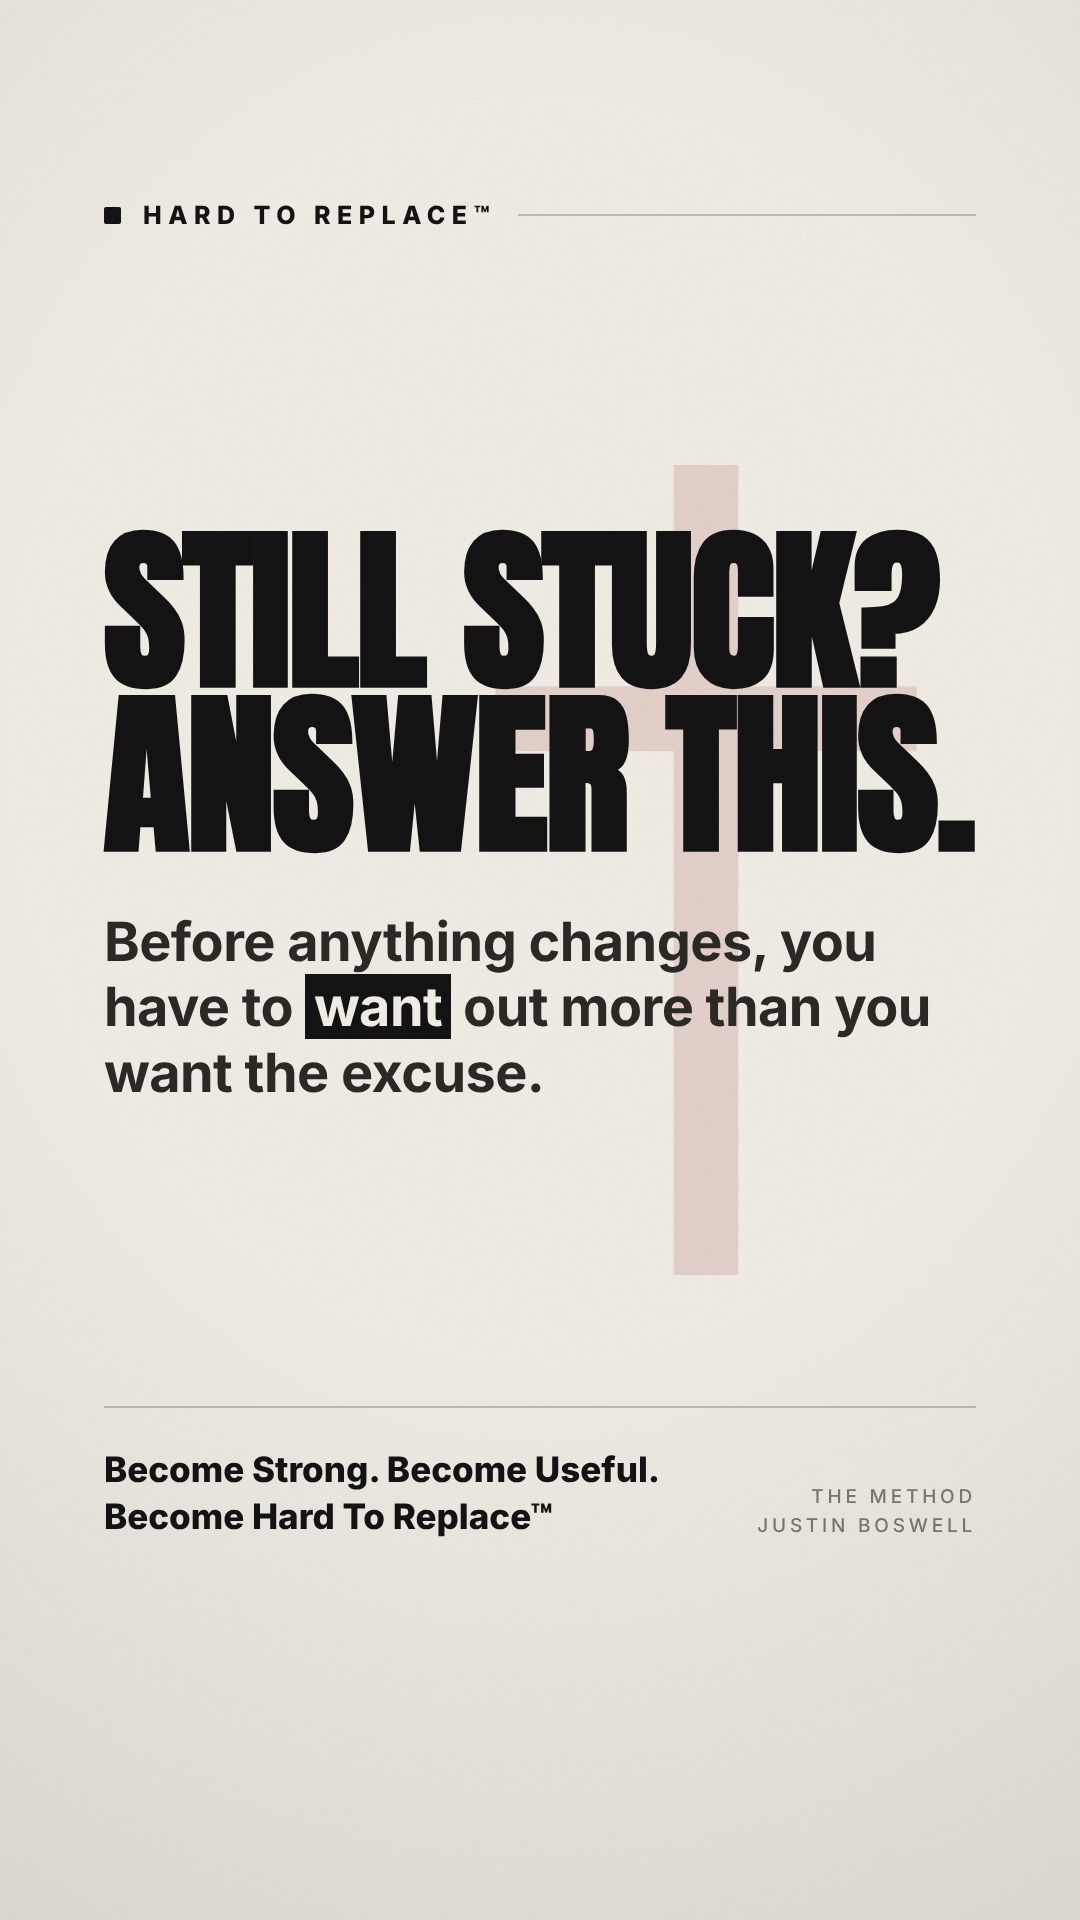 HARD TO REPLACE™
STILL STUCK?
ANSWER THIS.
Before anything changes, you
have to want out more than you
want the excuse.
Become Strong. Become Useful.
Become Hard To Replace™
THE METHOD
JUSTIN BOSWELL